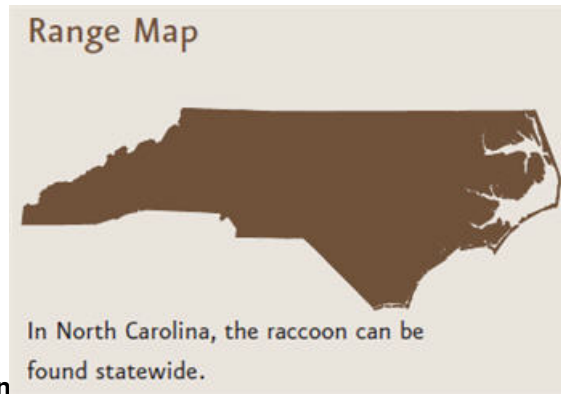 Range Map
In North Carolina, the raccoon can be
found statewide.
n